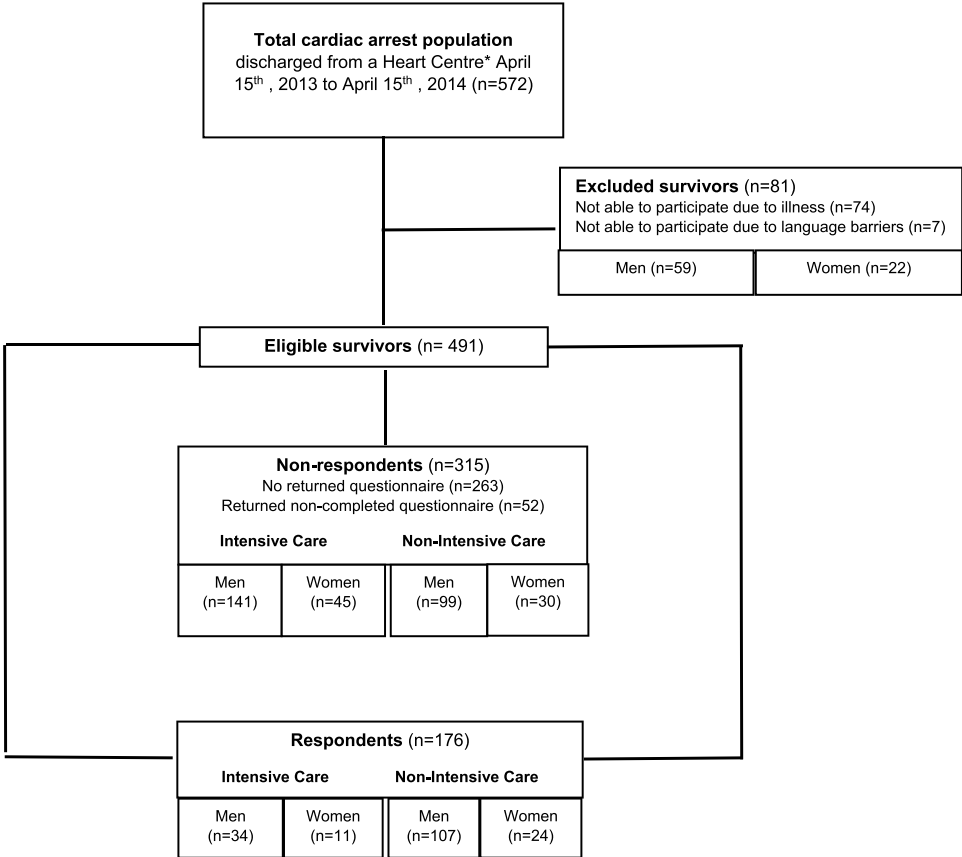 Total cardiac arrest population
discharged from a Heart Centre* April
15th , 2013 to April 15th , 2014 (n=572)
Excluded survivors (n=81)
Not able to participate due to illness (n=74)
Not able to participate due to language barriers (n=7)
Men (n=59) Women (n=22)
Eligible survivors (n= 491)
Non-respondents (n=315)
No returned questionnaire (n=263)
Returned non-completed questionnaire (n=52)
Intensive Care Non-Intensive Care
Men Women Men Women
(n=141) (n=45) (n=99) (n=30)
Respondents (n=176)
Intensive Care Non-Intensive Care
Men Women Men Women
(n=34) (n=11) (n=107) (n=24)